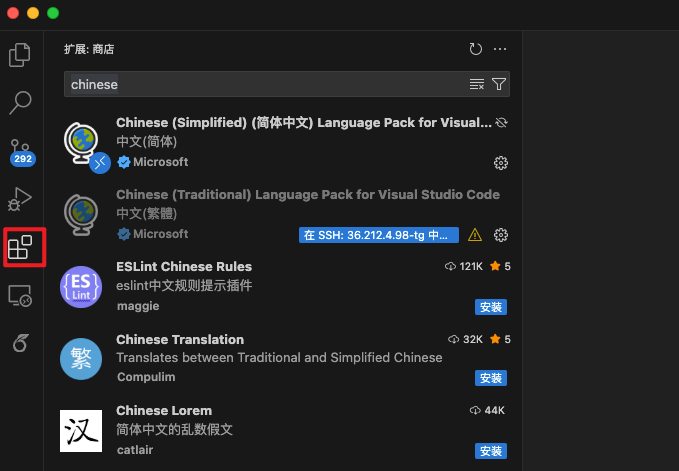 扩展: 商店
chinese
Chinese (Simplified) (简体中文) Language Pack for Visual...
中文(简体)
Microsoft
292
Chinese (Traditional) Language Pack for Visual Studio Code
中文(繁體)
Microsoft
在 SSH: 36.212.4.98-tg 中...
ESLint Chinese Rules
121K
5
ES
Lint
eslint中文规则提示插件
maggie
安装
Chinese Translation
32K
5
繁
Translates between Traditional and Simplified Chinese
Compulim
安装
Chinese Lorem
44K
汉
简体中文的乱数假文
catlair
安装